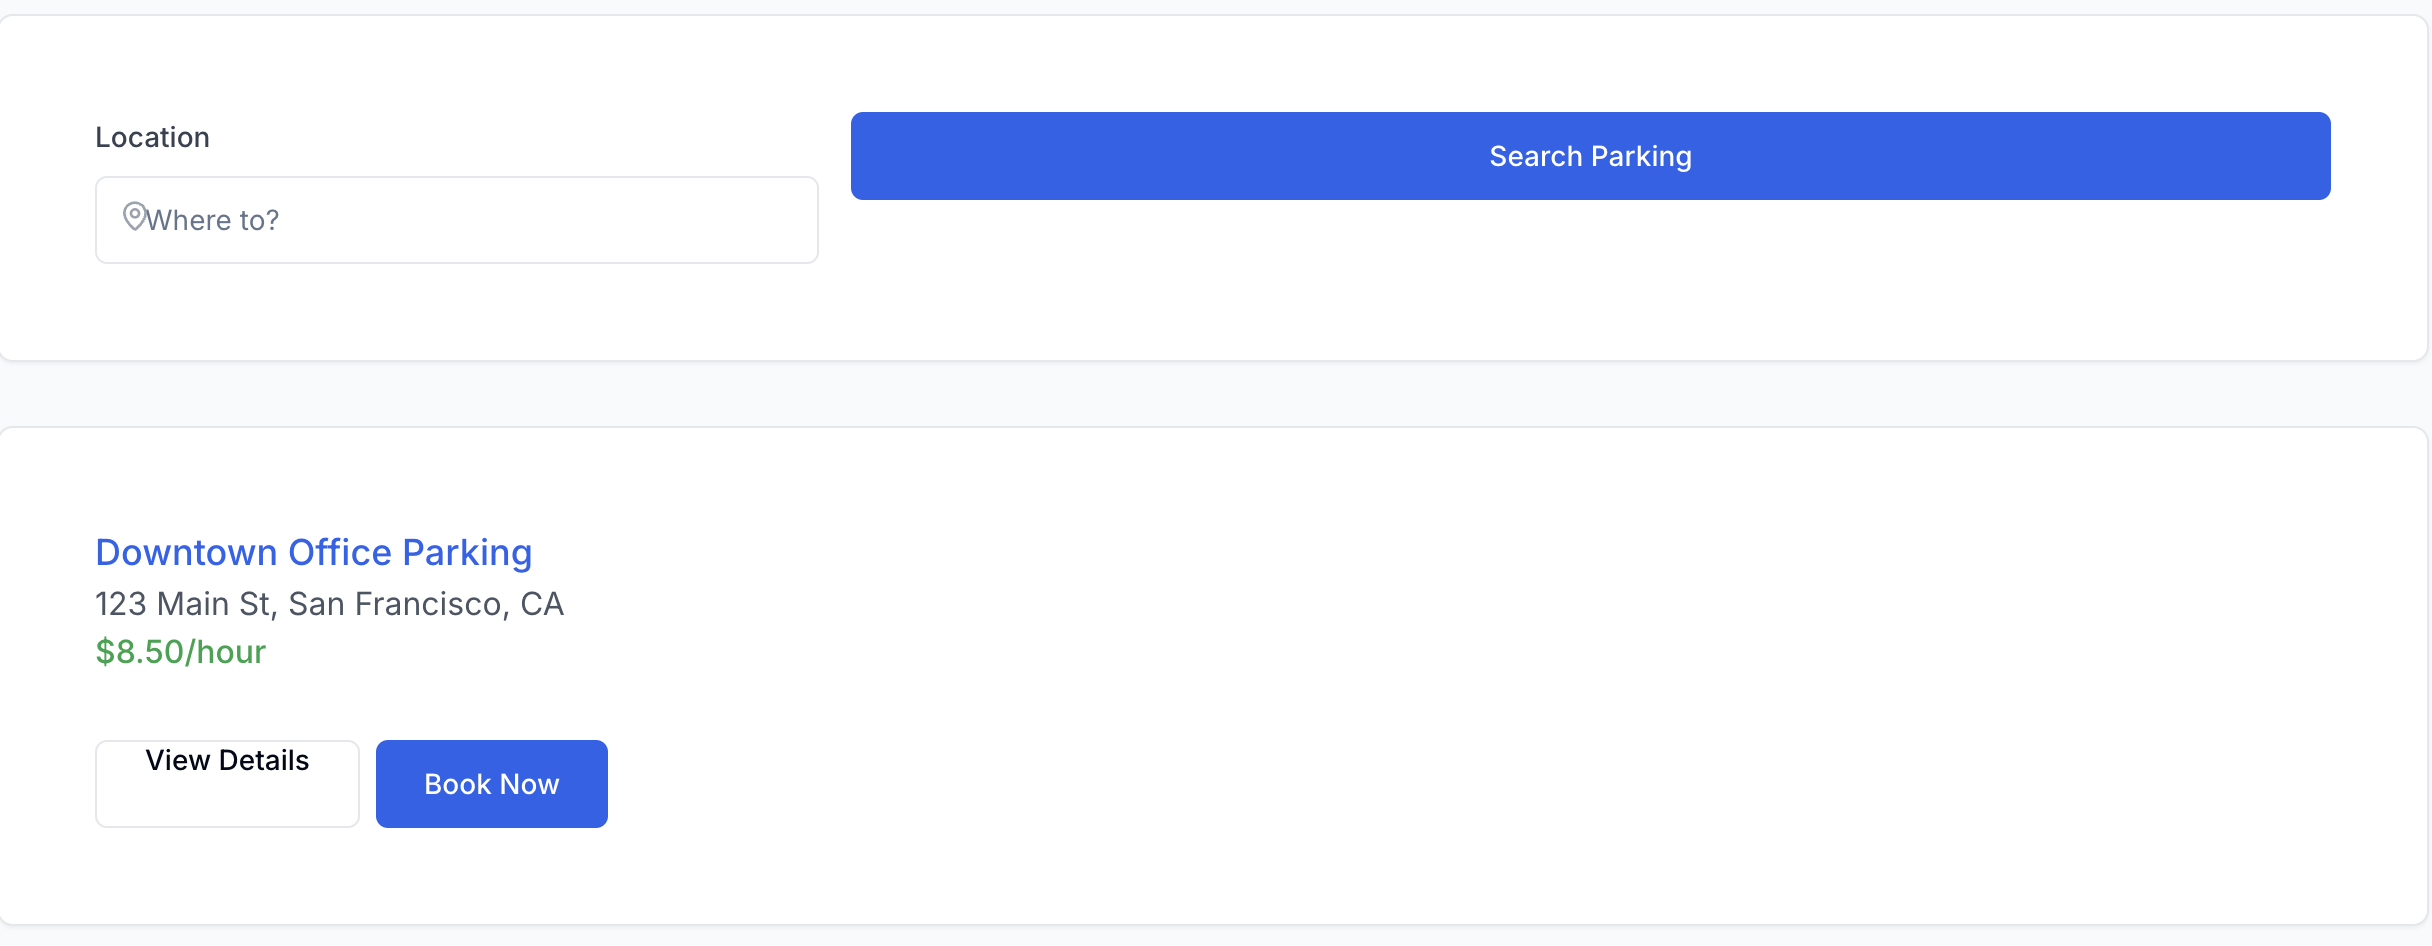 Location
Search Parking
Where to?
Downtown Office Parking
123 Main St, San Francisco, CA
$8.50/hour
View Details
Book Now